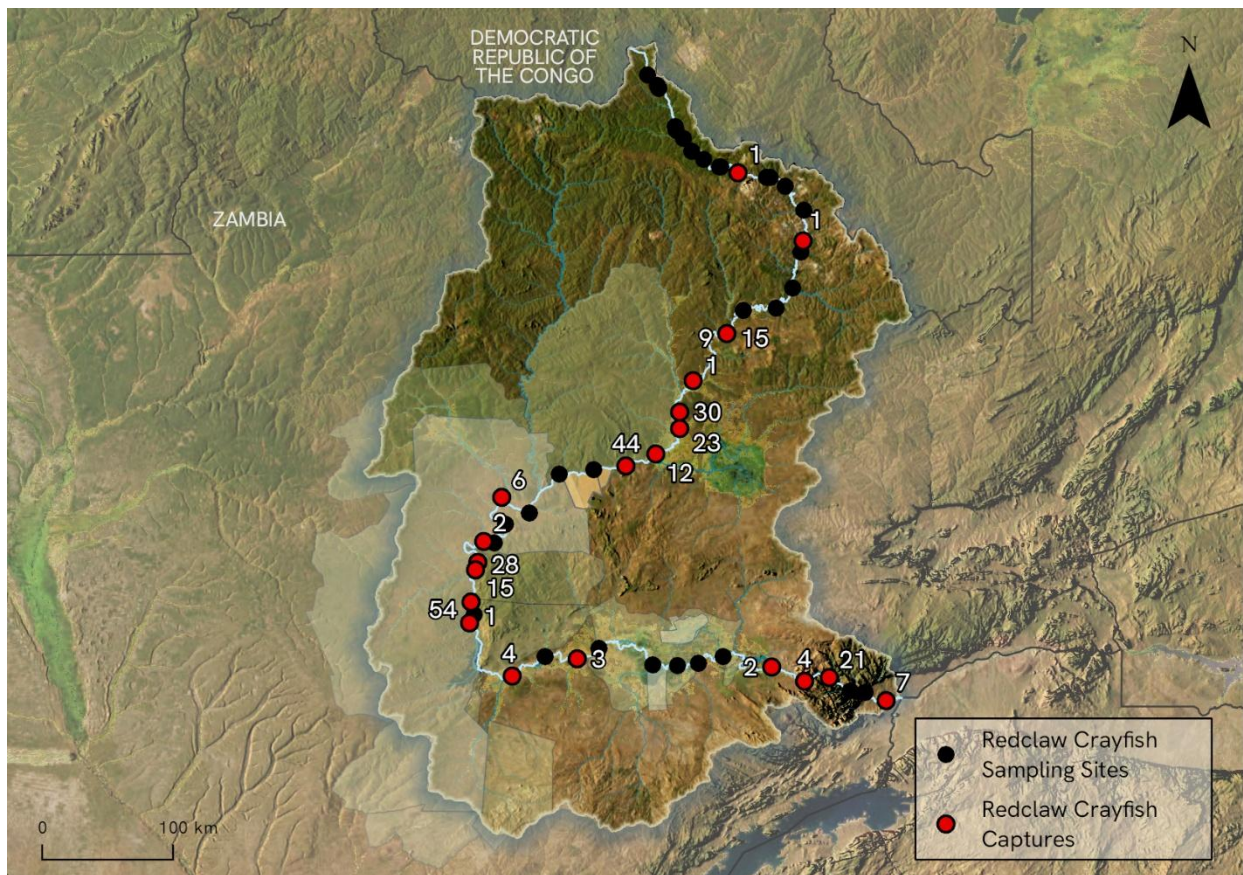 DEMOCRATIC
REPUBLIC OF
THE CONGO
N
1
ZAMBIA
1
9 15
1
30
23
44
12
6
2
28
15
54 1
4
3
2 4 21
7
Redclaw Crayfish
Sampling Sites
Redclaw Crayfish
Captures
0 100 km